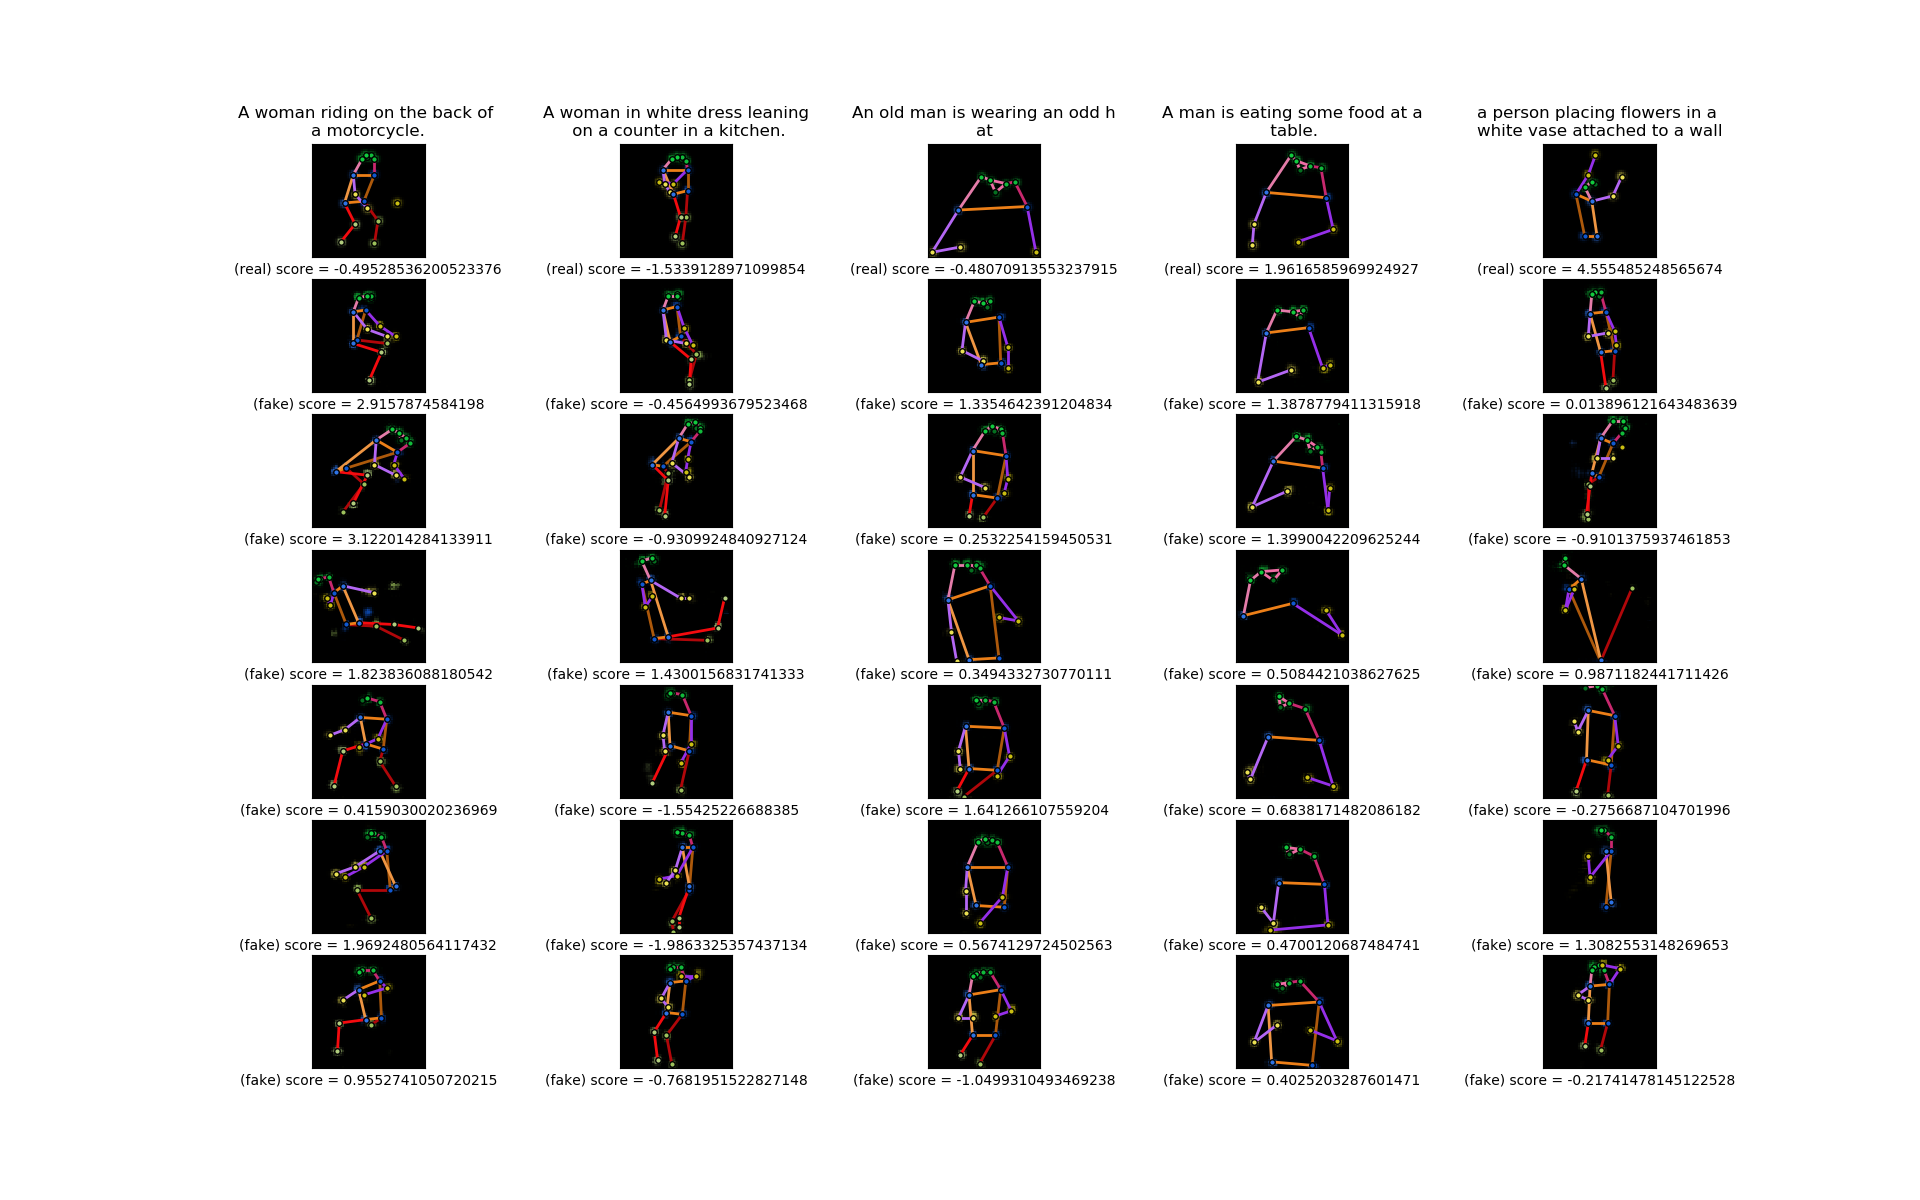 A woman riding on the back of
a motorcycle.
A woman in white dress leaning
on a counter in a kitchen.
An old man is wearing an odd h
at
A man is eating some food at a
table.
a person placing flowers in a
white vase attached to a wall
(real) score = -0.49528536200523376
(real) score = -1.5339128971099854
(real) score = -0.48070913553237915
(real) score = 1.9616585969924927
(real) score = 4.555485248565674
(fake) score = 2.9157874584198
(fake) score = -0.4564993679523468
(fake) score = 1.3354642391204834
(fake) score = 1.3878779411315918
(fake) score = 0.013896121643483639
(fake) score = 3.122014284133911
(fake) score = -0.9309924840927124
(fake) score = 0.2532254159450531
(fake) score = 1.3990042209625244
(fake) score = -0.9101375937461853
(fake) score = 1.823836088180542
(fake) score = 1.4300156831741333
(fake) score = 0.3494332730770111
(fake) score = 0.5084421038627625
(fake) score = 0.9871182441711426
(fake) score = 0.4159030020236969
(fake) score = -1.55425226688385
(fake) score = 1.641266107559204
(fake) score = 0.6838171482086182
(fake) score = -0.2756687104701996
(fake) score = 1.9692480564117432
(fake) score = -1.9863325357437134
(fake) score = 0.5674129724502563
(fake) score = 0.4700120687484741
(fake) score = 1.3082553148269653
(fake) score = 0.9552741050720215
(fake) score = -0.7681951522827148
(fake) score = -1.0499310493469238
(fake) score = 0.4025203287601471
(fake) score = -0.21741478145122528